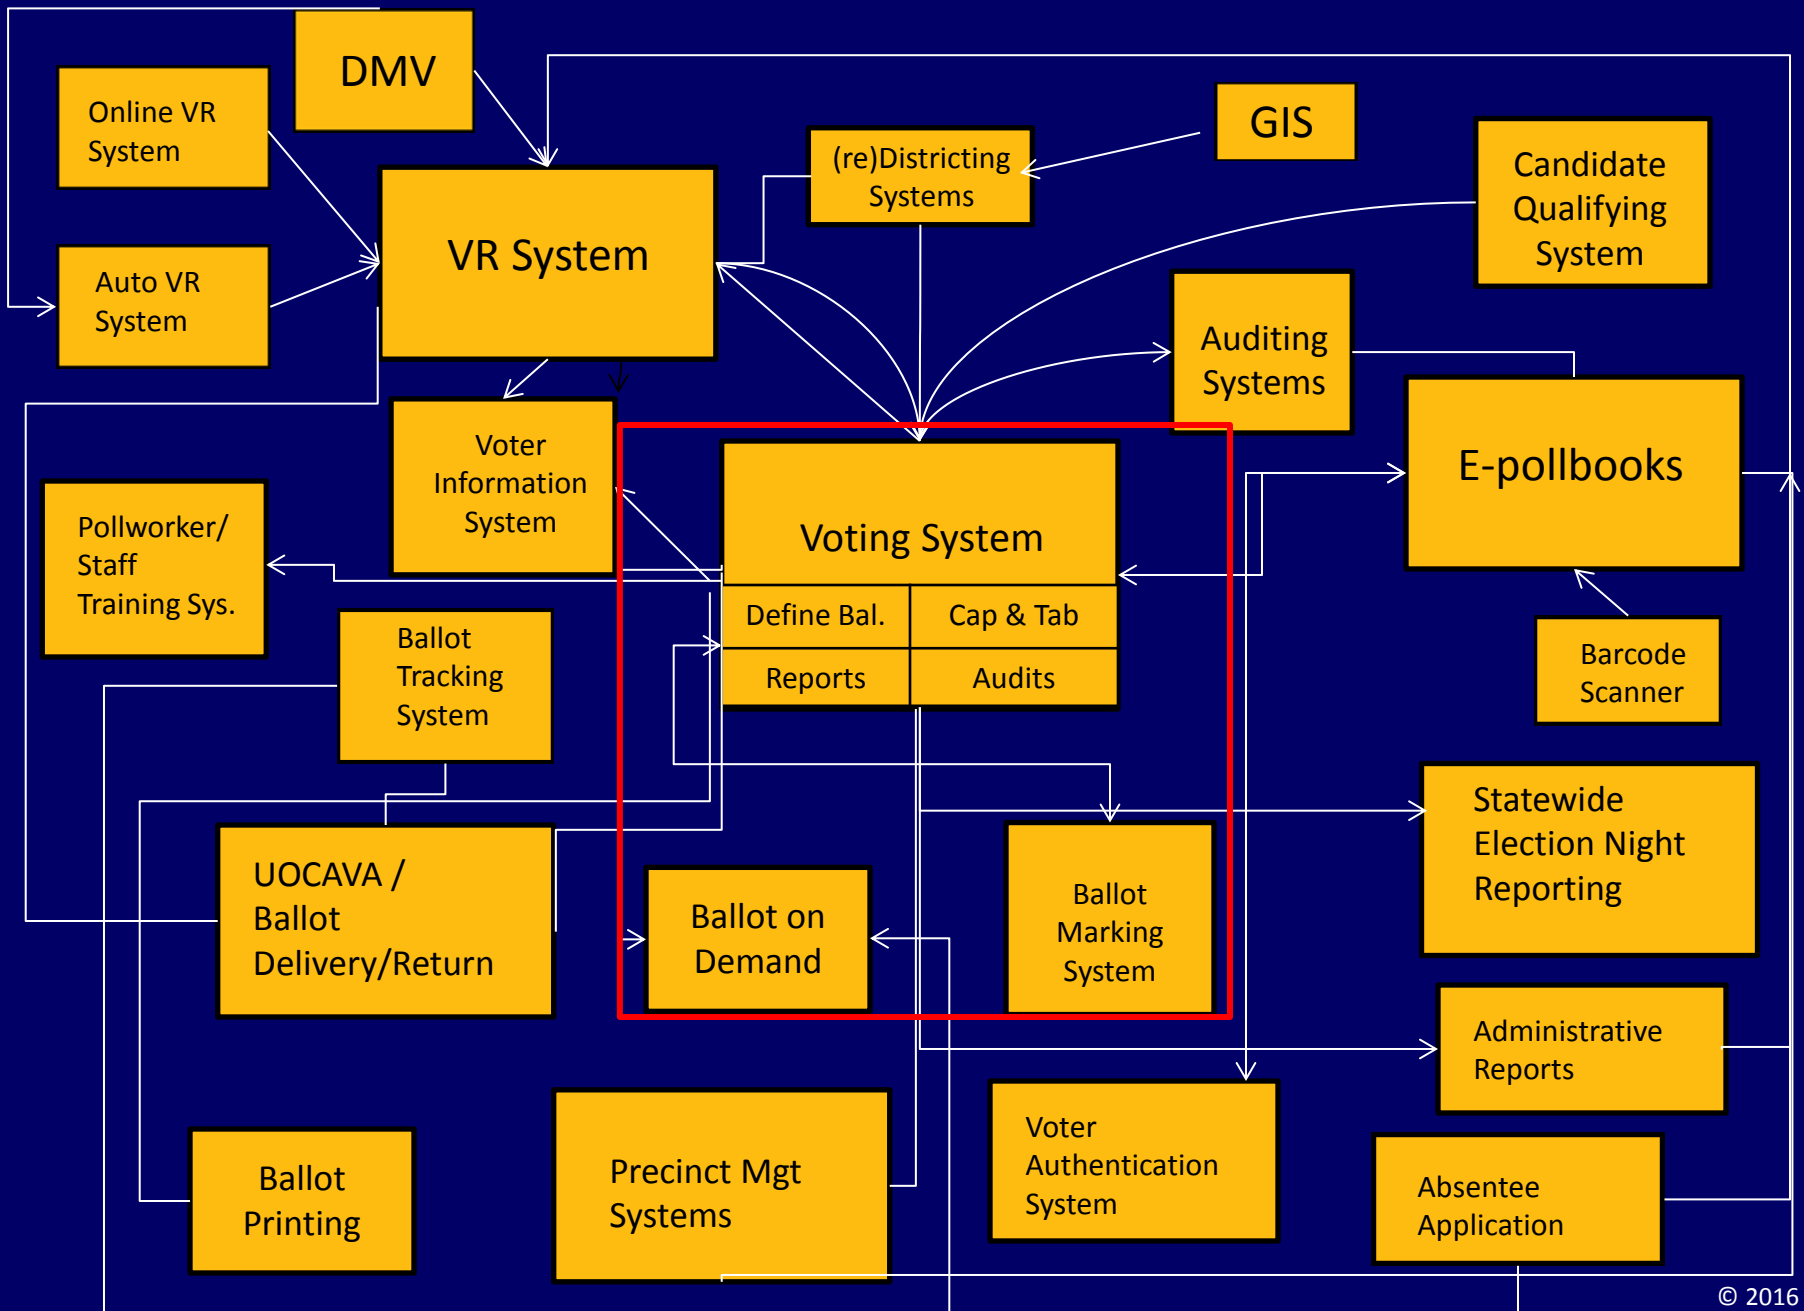 DMV
Online VR
System
GIS
(re)Districting
Systems
Candidate
Qualifying
System
VR System
Auto VR
System
Auditing
Systems
Voter
Information
System
E-pollbooks
Pollworker/
Staff
Training Sys.
Voting System
Define Bal.
Cap & Tab
Reports
Audits
Ballot
Tracking
System
Barcode
Scanner
Statewide
Election Night
Reporting
UOCAVA /
Ballot
Delivery/Return
Ballot on
Demand
Ballot
Marking
System
Administrative
Reports
Ballot
Printing
Precinct Mgt
Systems
Voter
Authentication
System
Absentee
Application
© 2016